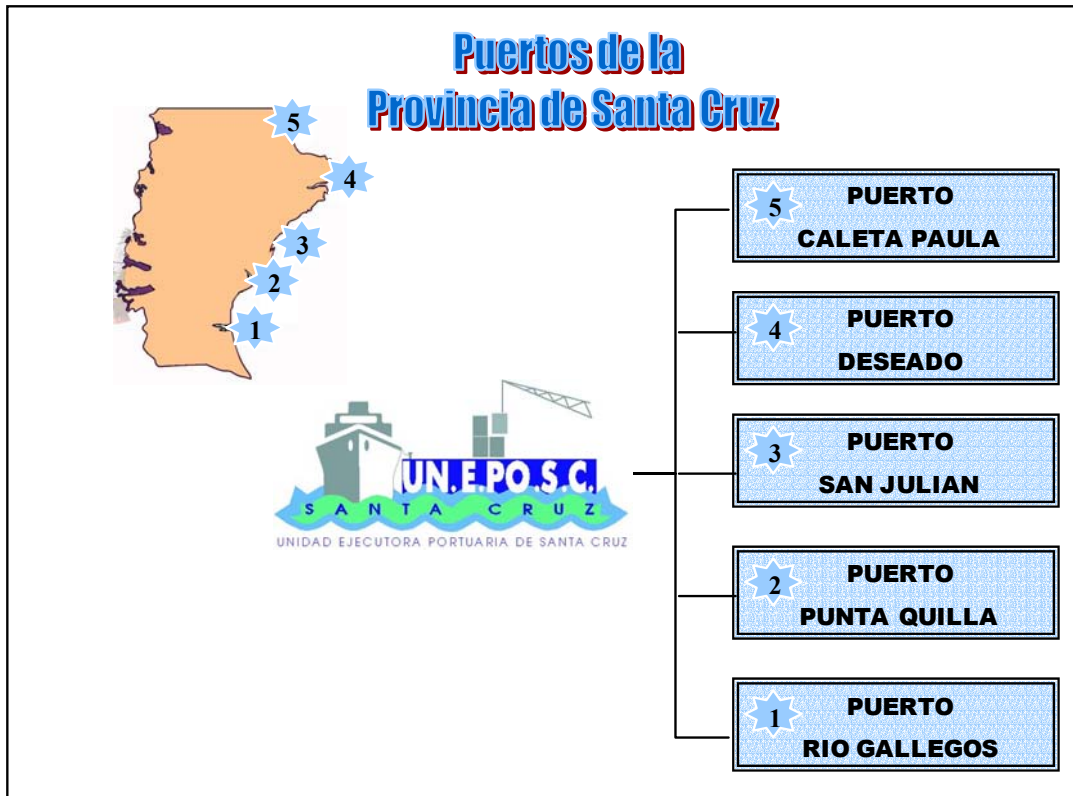 Puertos de la
Provincia de Santa Cruz
5
4
3
2
1
UN.E.PO.S.C.
SANTA CRUZ
UNIDAD EJECUTORA PORTUARIA DE SANTA CRUZ
5
PUERTO
CALETA PAULA
4
PUERTO
DESEADO
3
PUERTO
SAN JULIAN
2
PUERTO
PUNTA QUILLA
1
PUERTO
RIO GALLEGOS